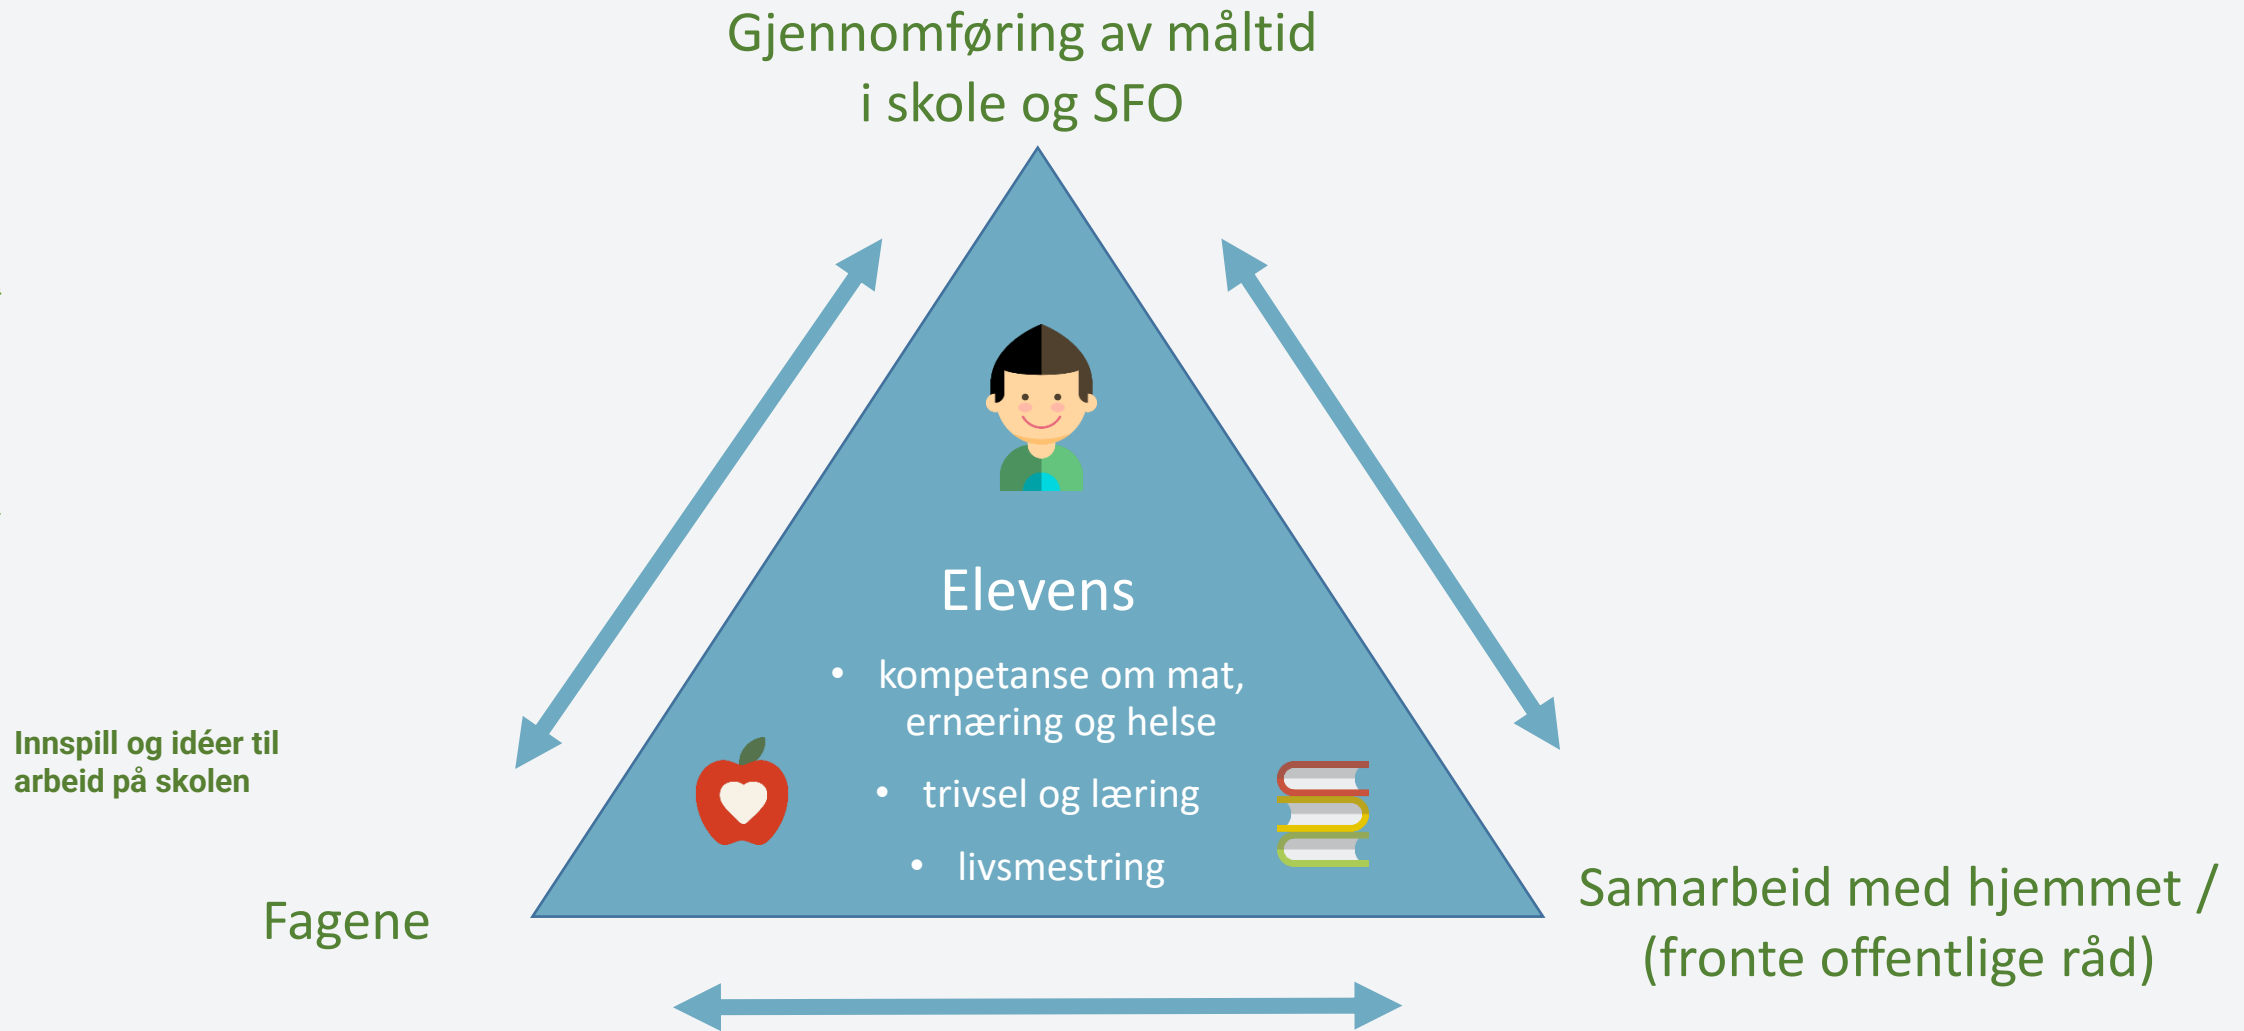 Gjennomføring av måltid
i skole og SFO
Elevens
• kompetanse om mat,
ernæring og helse
• trivsel og læring
• livsmestring
Innspill og idéer til
arbeid på skolen
Fagene
Samarbeid med hjemmet /
(fronte offentlige råd)